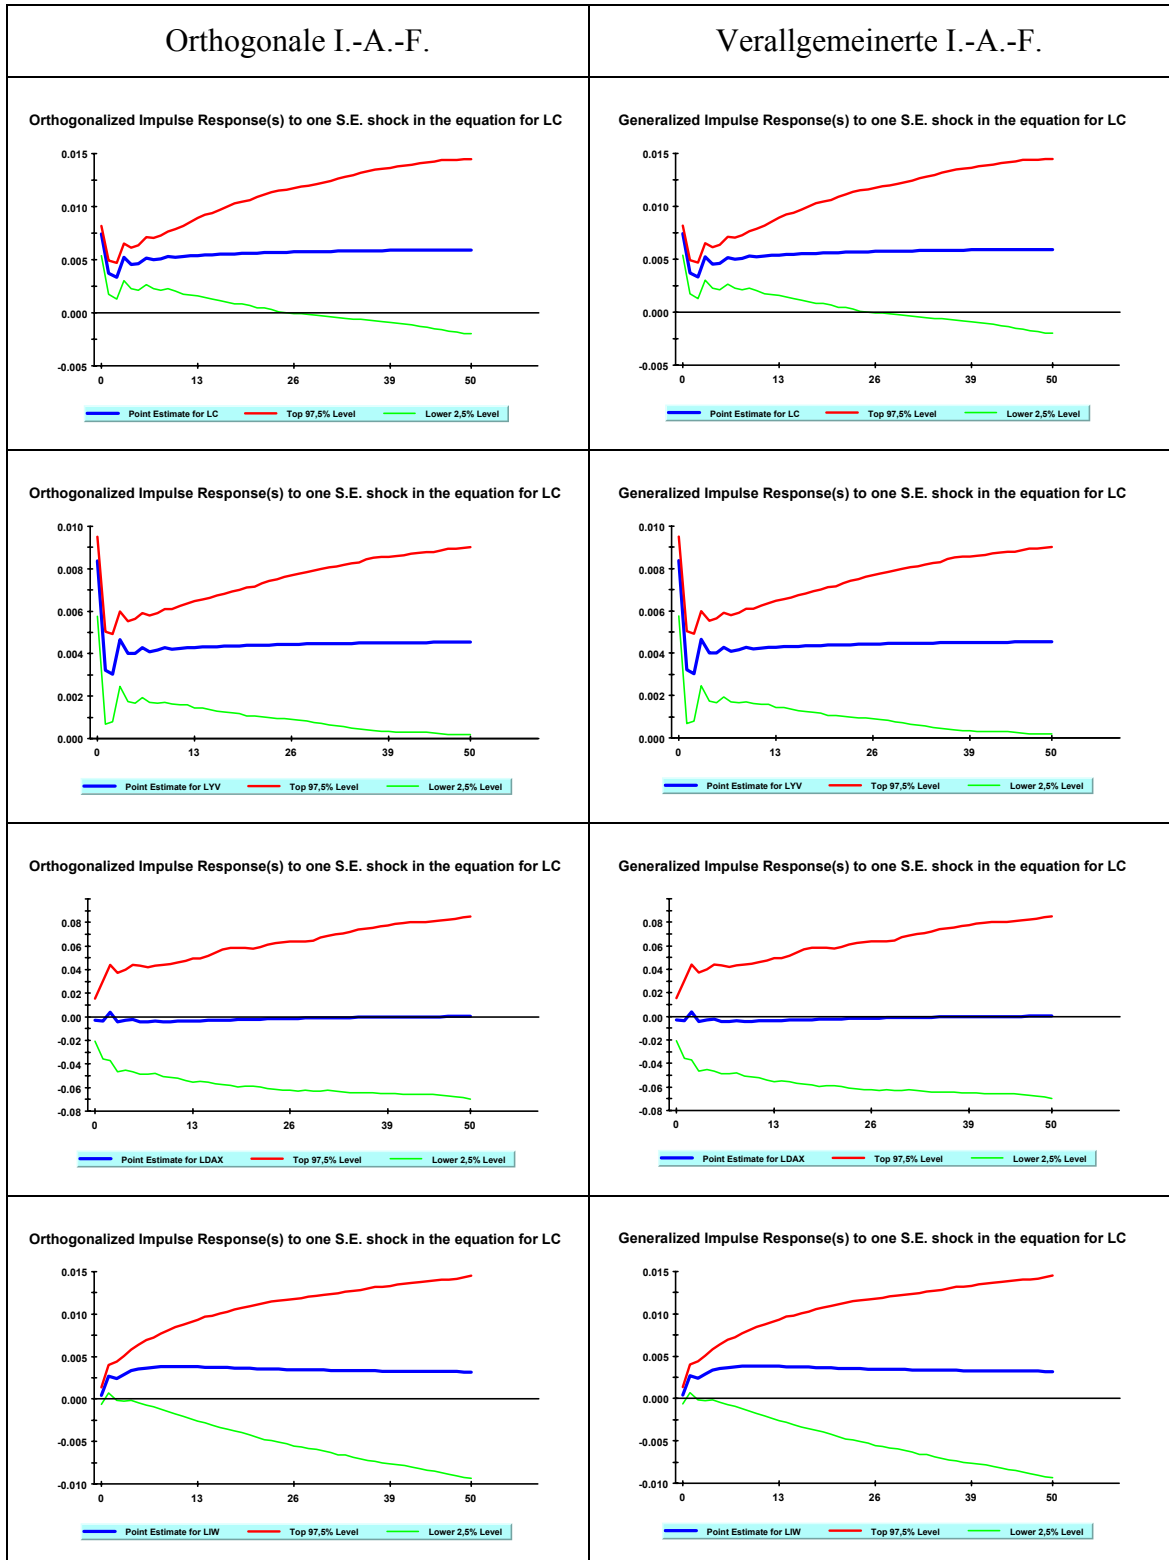 Orthogonale I.-A.-F.
Verallgemeinerte I.-A.-F.
Orthogonalized Impulse Response(s) to one S.E. shock in the equation for LC
0.015
0.010
0.005
0.000
-0.005
0 13 26 39 50
Point Estimate for LC Top 97,5% Level Lower 2,5% Level
Generalized Impulse Response(s) to one S.E. shock in the equation for LC
0.015
0.010
0.005
0.000
-0.005
0 13 26 39 50
Point Estimate for LC Top 97,5% Level Lower 2,5% Level
Orthogonalized Impulse Response(s) to one S.E. shock in the equation for LC
0.010
0.008
0.006
0.004
0.002
0.000
0 13 26 39 50
Point Estimate for LYV Top 97,5% Level Lower 2,5% Level
Generalized Impulse Response(s) to one S.E. shock in the equation for LC
0.010
0.008
0.006
0.004
0.002
0.000
0 13 26 39 50
Point Estimate for LYV Top 97,5% Level Lower 2,5% Level
Orthogonalized Impulse Response(s) to one S.E. shock in the equation for LC
0.08
0.06
0.04
0.02
0.00
-0.02
-0.04
-0.06
-0.08
0 13 26 39 50
Point Estimate for LDAX Top 97,5% Level Lower 2,5% Level
Generalized Impulse Response(s) to one S.E. shock in the equation for LC
0.08
0.06
0.04
0.02
0.00
-0.02
-0.04
-0.06
-0.08
0 13 26 39 50
Point Estimate for LDAX Top 97,5% Level Lower 2,5% Level
Orthogonalized Impulse Response(s) to one S.E. shock in the equation for LC
0.015
0.010
0.005
0.000
-0.005
-0.010
0 13 26 39 50
Point Estimate for LIW Top 97,5% Level Lower 2,5% Level
Generalized Impulse Response(s) to one S.E. shock in the equation for LC
0.015
0.010
0.005
0.000
-0.005
-0.010
0 13 26 39 50
Point Estimate for LIW Top 97,5% Level Lower 2,5% Level